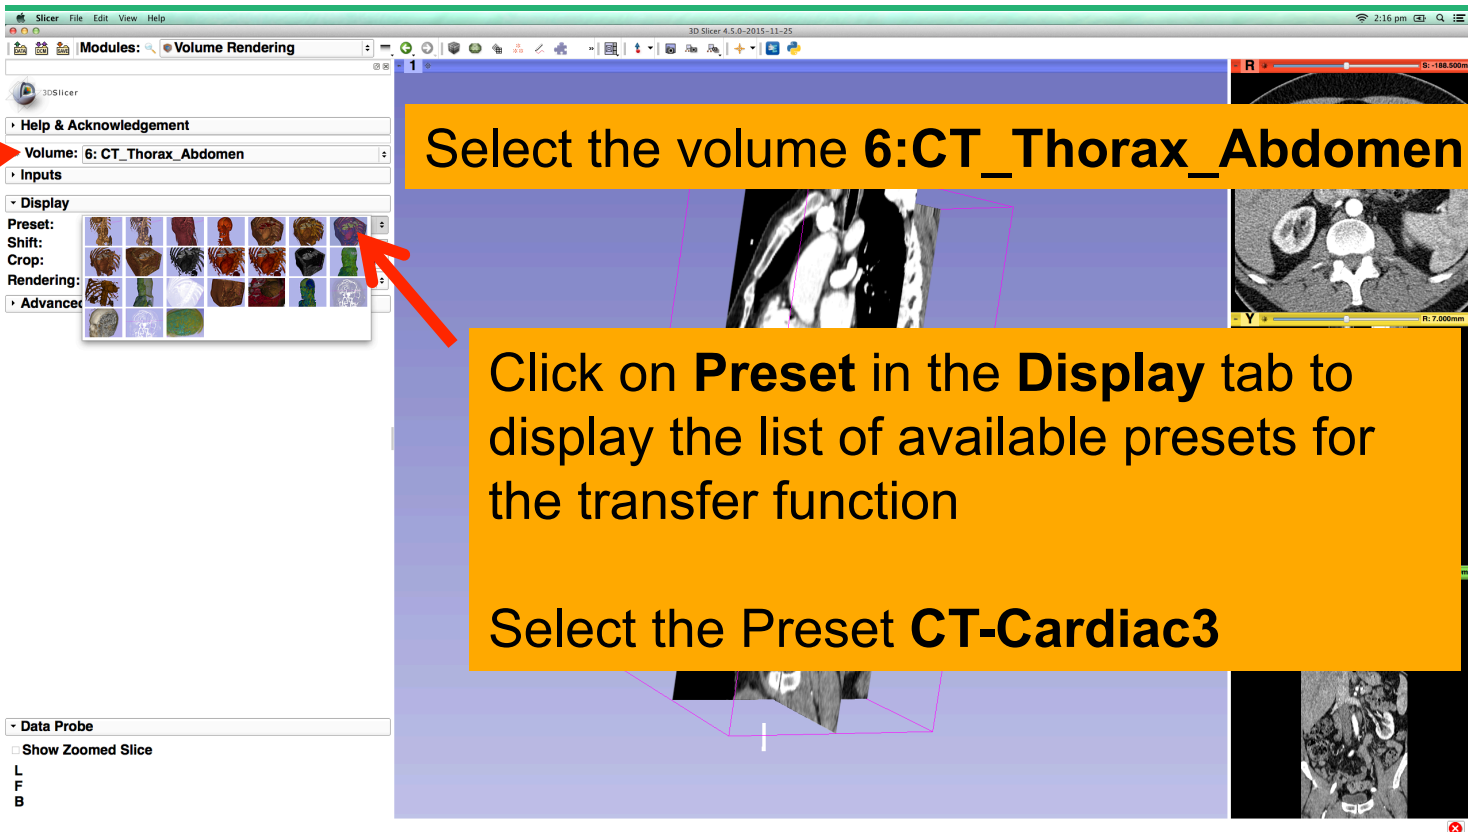 Slicer File Edit View Help 2:16 pm
3D Slicer 4.5.0-2015-11-25
DATA DCM SAVE Modules: Volume Rendering
1
R S: -188.500m
3DSlicer
Help & Acknowledgement
Select the volume 6:CT_Thorax_Abdomen
Volume: 6: CT_Thorax_Abdomen
Inputs
Display
Preset:
Shift:
Crop:
Rendering:
Advanced
Y R: 7.000mm
Click on Preset in the Display tab to
display the list of available presets for
the transfer function
Select the Preset CT-Cardiac3
Data Probe
Show Zoomed Slice
L
F
B